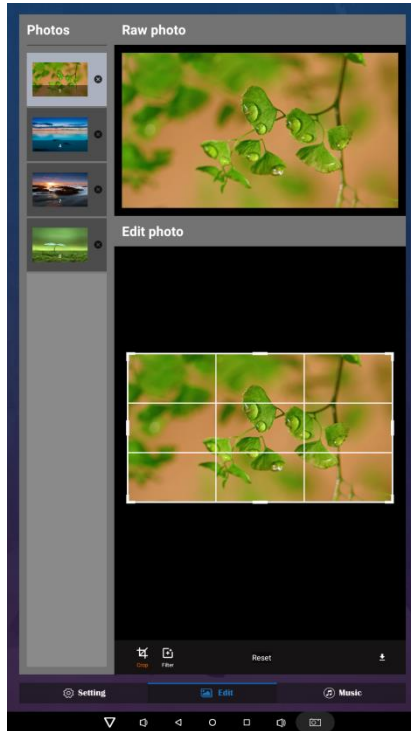 Photos
Raw photo
Edit photo
Crop
Filter
Reset
Setting
Edit
Music